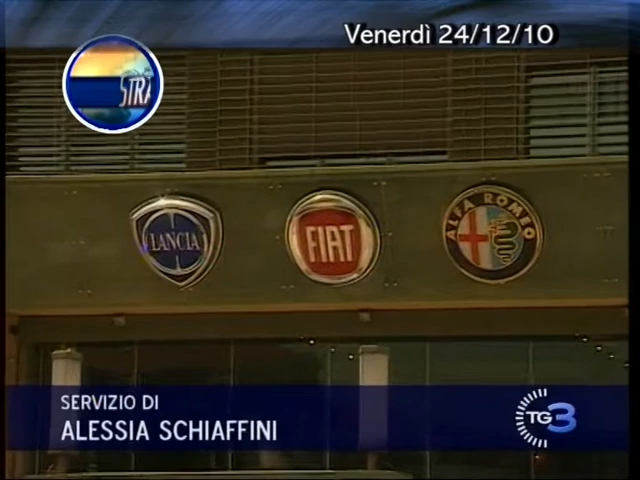 Venerdì 24/12/10
STRA
LANCIA
FIAT
ALFA ROMEO
SERVIZIO DI
ALESSIA SCHIAFFINI
TG3